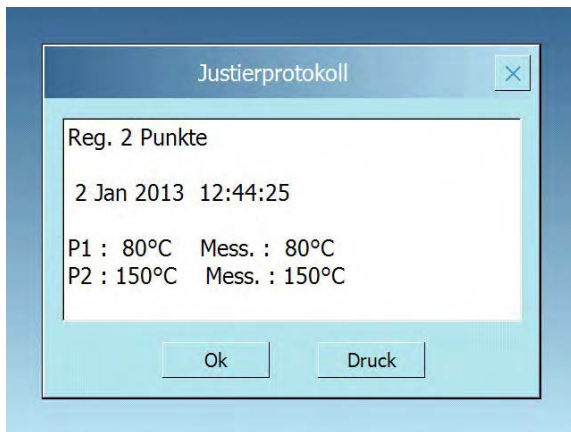 Justierprotokoll
Reg. 2 Punkte
2 Jan 2013 12:44:25
P1 : 80°C Mess. : 80°C
P2 : 150°C Mess. : 150°C
Ok
Druck